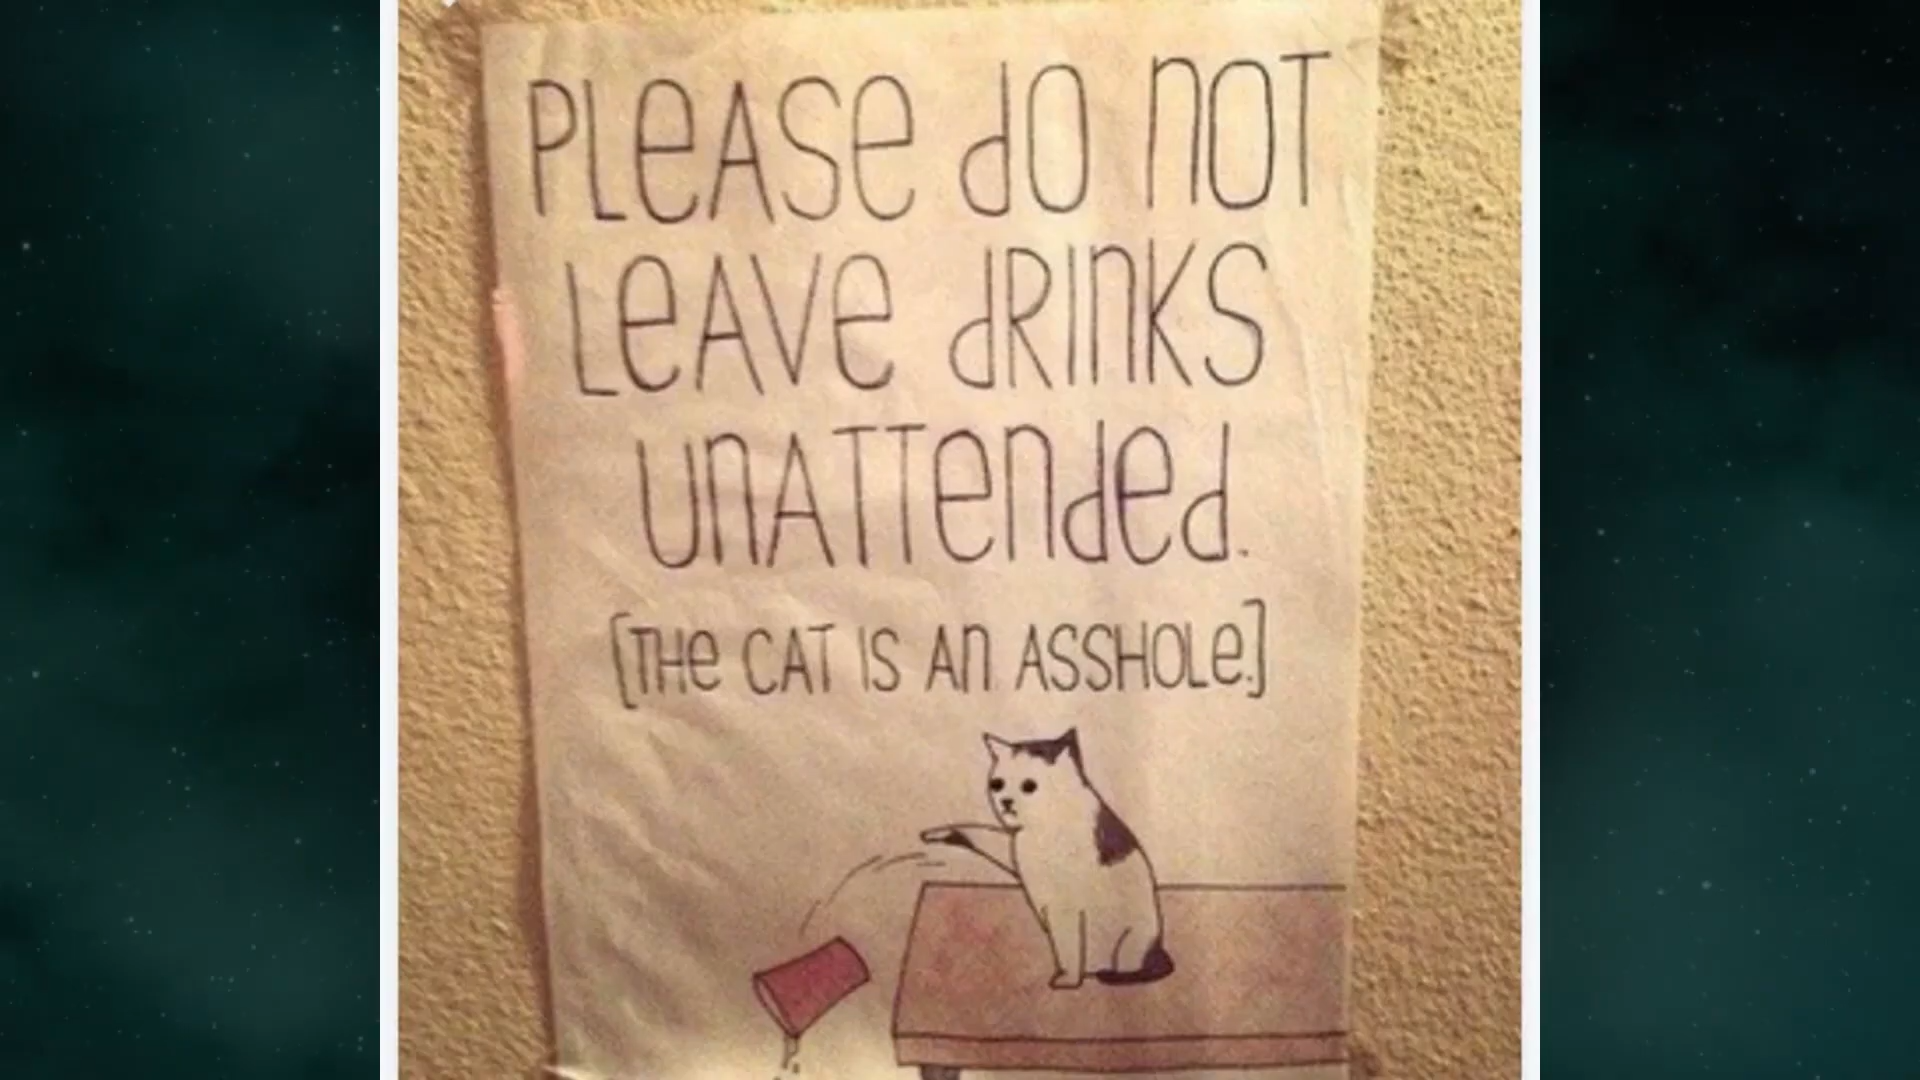 PLeASe dO nOT
LeAVe dRInKS
UnATTended.
[THe CAT IS An ASSHOLe.]